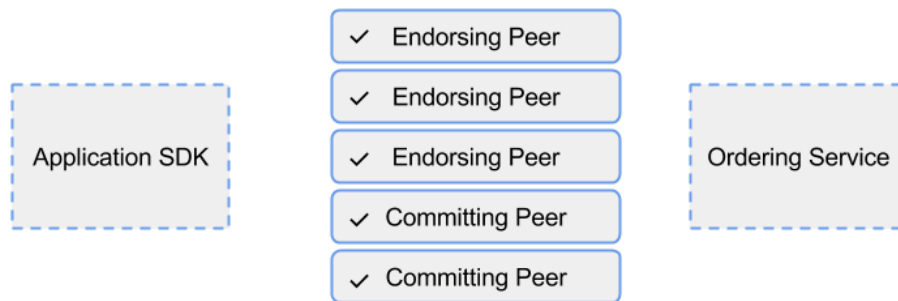 Endorsing Peer
Endorsing Peer
Application SDK
Endorsing Peer
Ordering Service
Committing Peer
Committing Peer